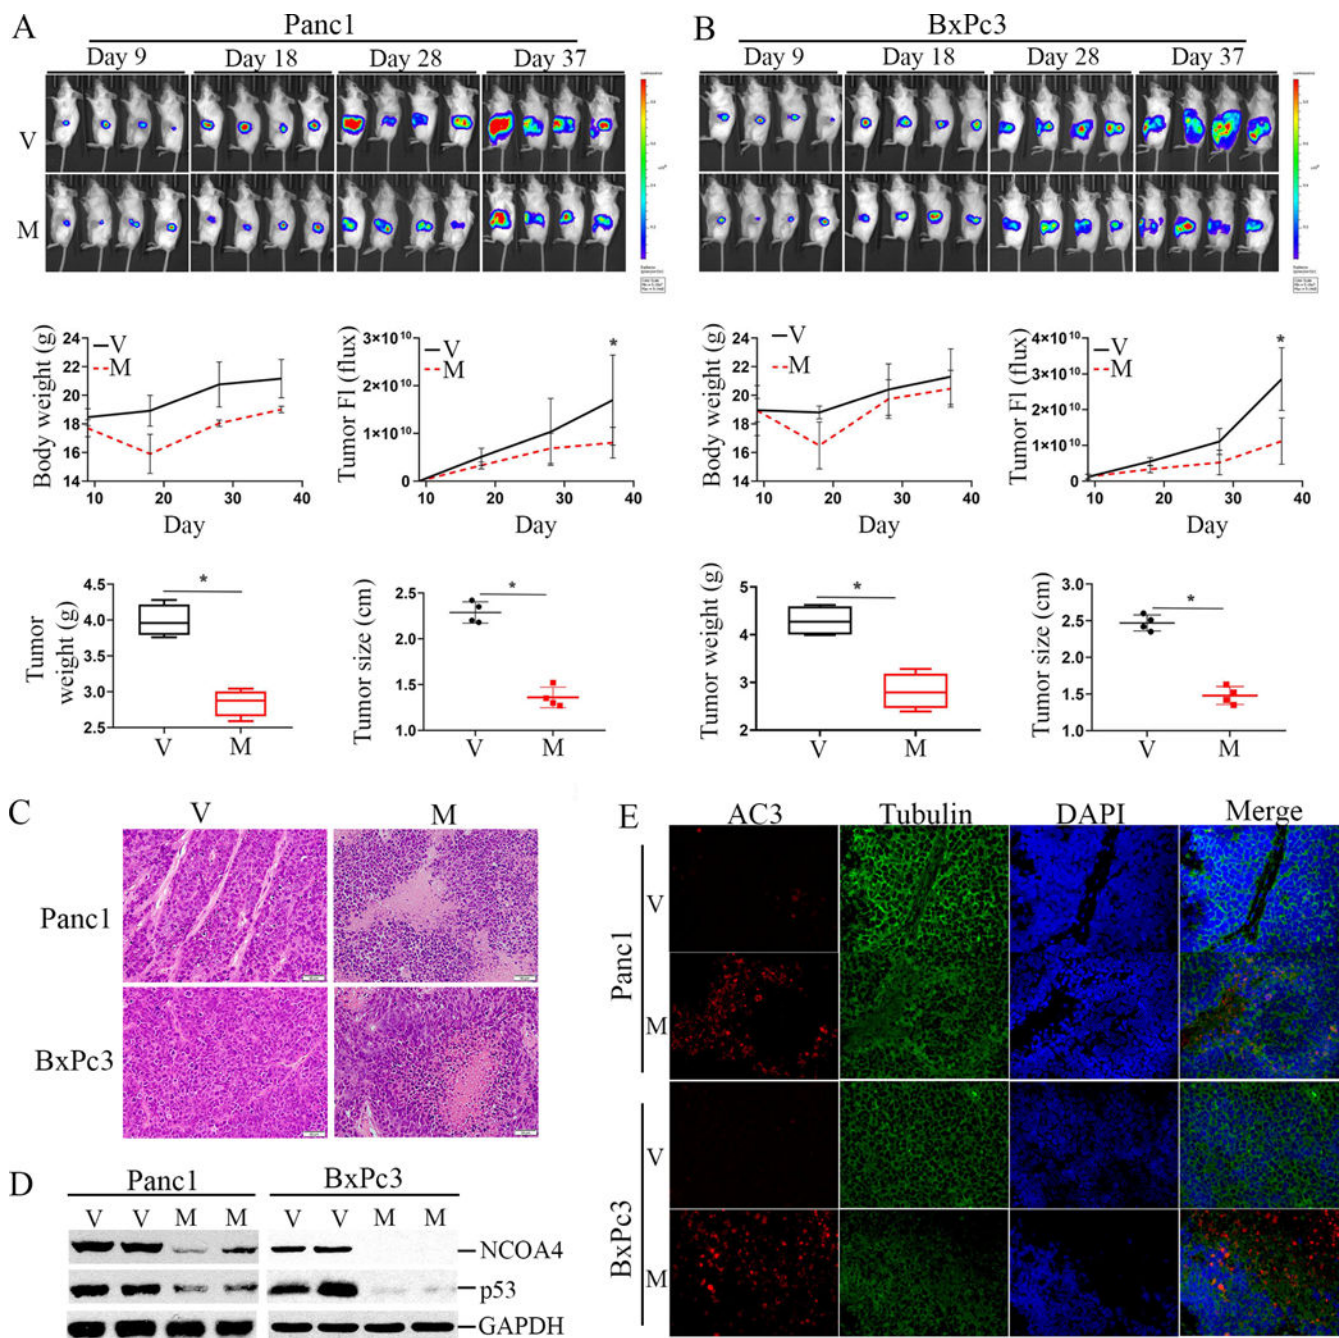 A
Panc1
Day 9 Day 18 Day 28 Day 37
V
M
B
BxPc3
Day 9 Day 18 Day 28 Day 37
Body weight (g)
24
22
20
18
16
14
V
M
10 20 30 40
Day
Tumor FI (flux)
3×10¹⁰
2×10¹⁰
1×10¹⁰
0
V
M
*
10 20 30 40
Day
Body weight (g)
24
22
20
18
16
14
V
M
10 20 30 40
Day
Tumor FI (flux)
4×10¹⁰
3×10¹⁰
2×10¹⁰
1×10¹⁰
0
V
M
*
10 20 30 40
Day
Tumor
weight (g)
4.5
4.0
3.5
3.0
2.5
*
V M
Tumor size (cm)
2.5
2.0
1.5
1.0
*
V M
Tumor weight (g)
6
4
2
*
V M
Tumor size (cm)
3.0
2.5
2.0
1.5
1.0
*
V M
C
V M
Panc1
BxPc3
D
Panc1 BxPc3
V V M M V V M M
NCOA4
p53
GAPDH
E
AC3 Tubulin DAPI Merge
Panc1
V
M
BxPc3
V
M